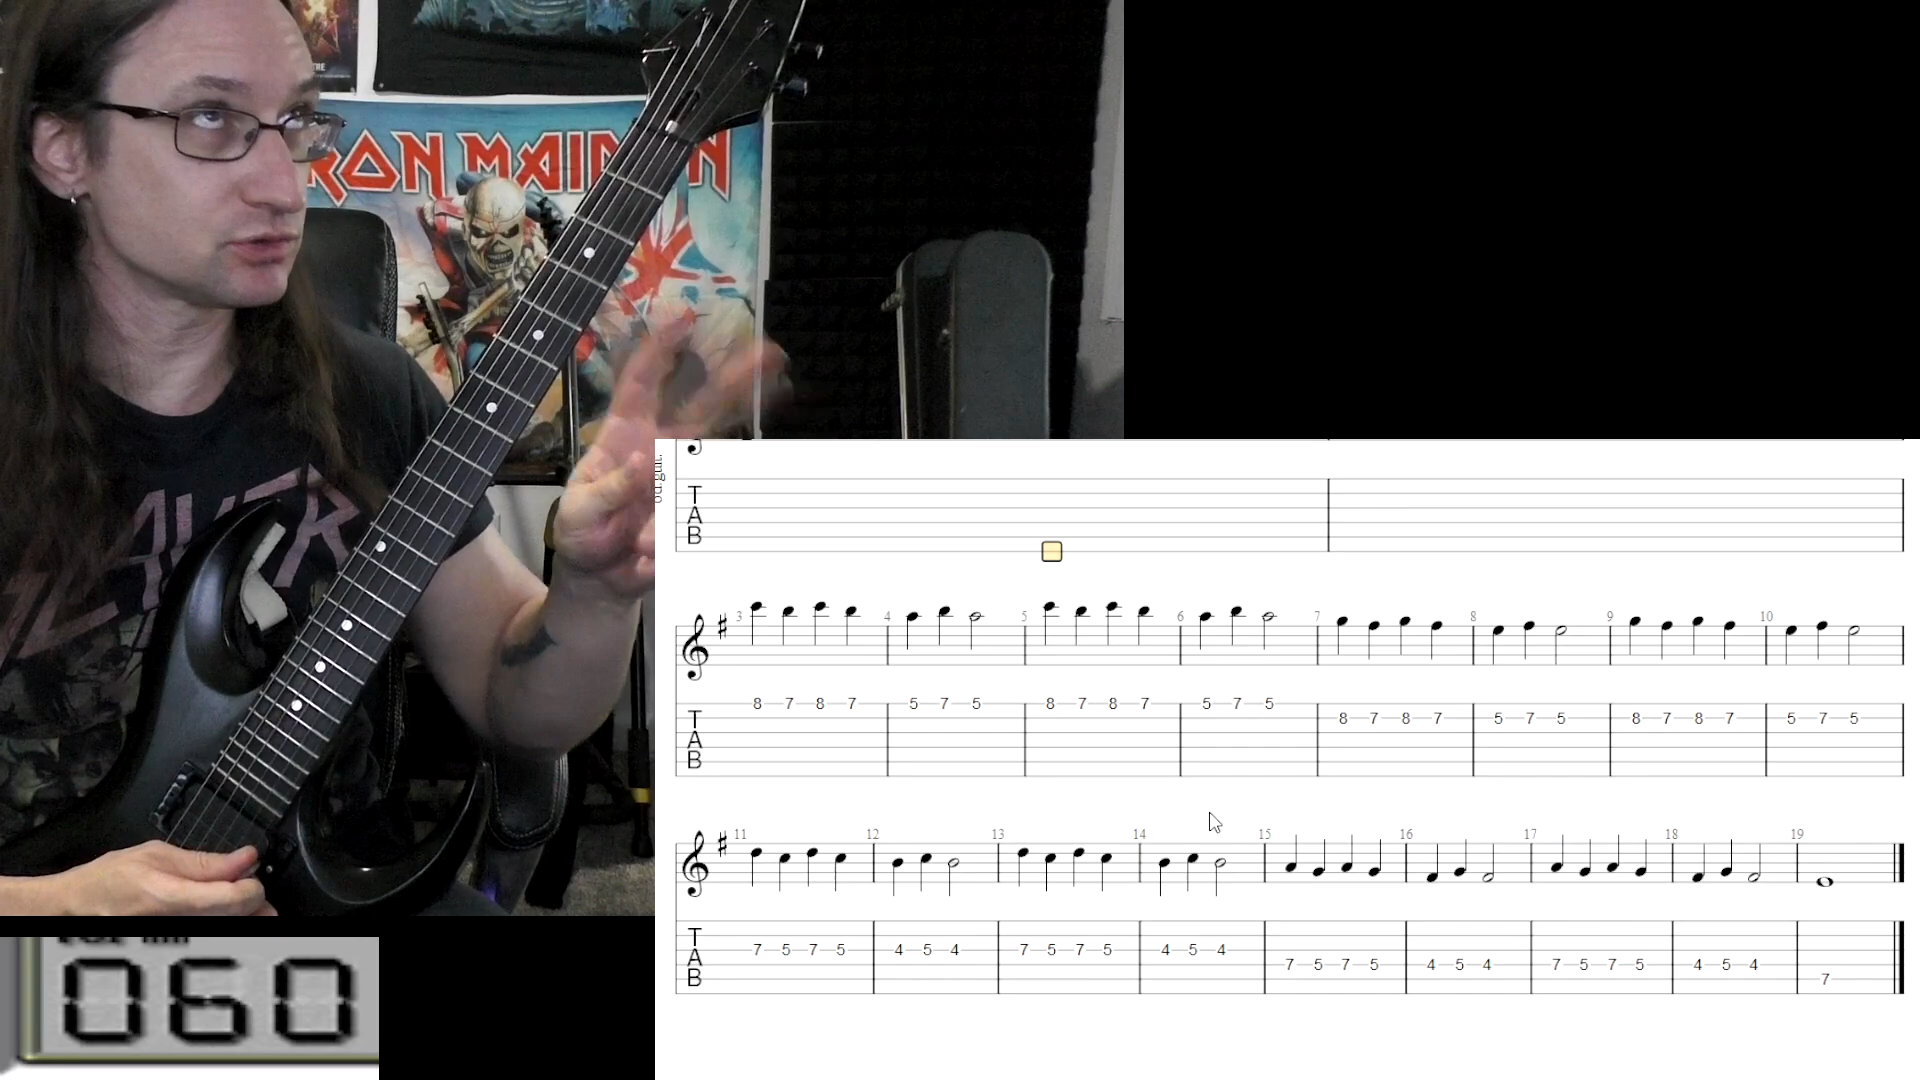 IRON MAIDEN
SLAYER
od.guit.
T
A
B
3 4 5 6 7 8 9 10
8 7 8 7 5 7 5 8 7 8 7 5 7 5
T 8 7 8 7 5 7 5 8 7 8 7 5 7 5
A
B
11 12 13 14 15 16 17 18 19
T
7 5 7 5 4 5 4 7 5 7 5 4 5 4
A 7 5 7 5 4 5 4 7 5 7 5 4 5 4
B 7
060